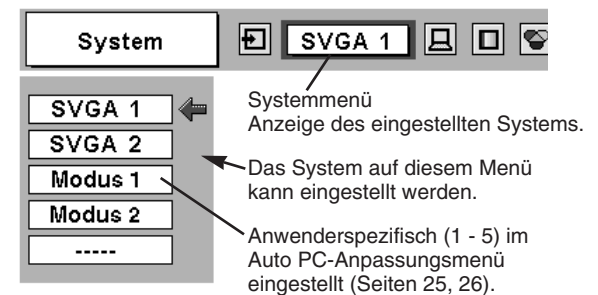 System
SVGA 1
Systemmenü
Anzeige des eingestellten Systems.
SVGA 1
SVGA 2
Modus 1
Modus 2
-----
Das System auf diesem Menü
kann eingestellt werden.
Anwenderspezifisch (1 - 5) im
Auto PC-Anpassungsmenü
eingestellt (Seiten 25, 26).